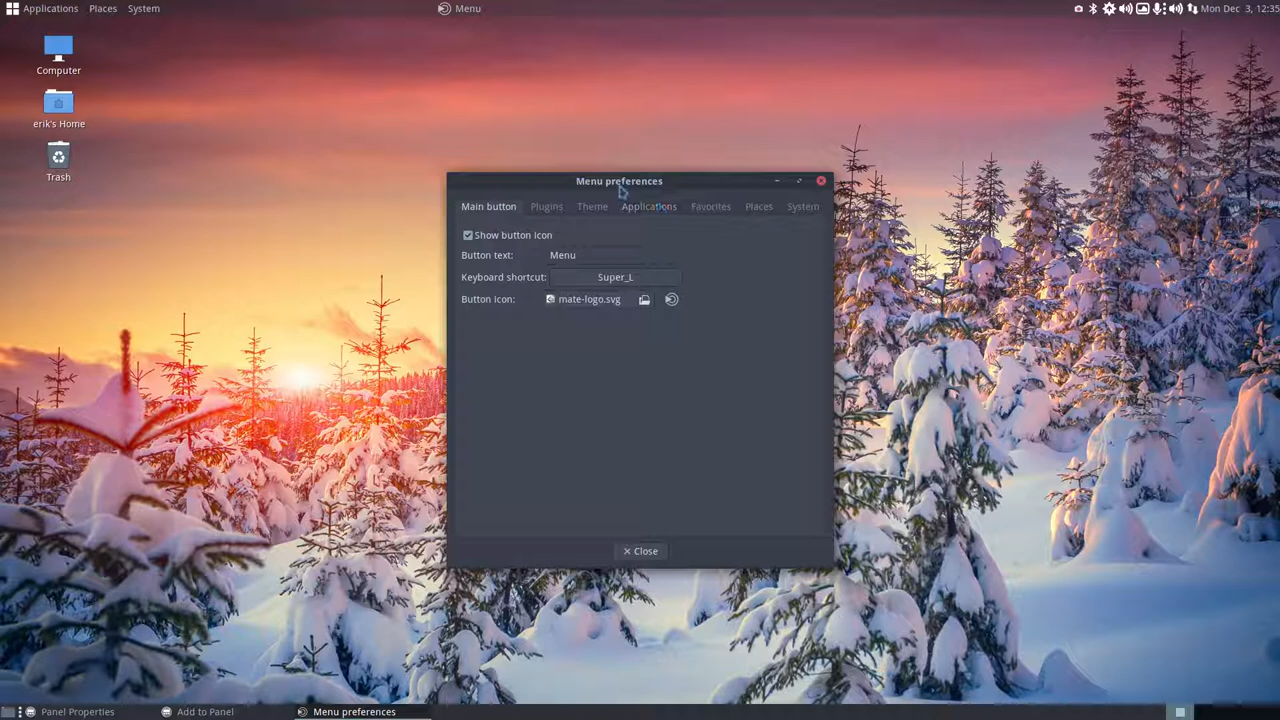 Applications Places System Menu Mon Dec 3, 12:35
Computer
erik's Home
Trash
Menu preferences
Main button Plugins Theme Applications Favorites Places System
Show button icon
Button text: Menu
Keyboard shortcut: Super_L
Button Icon: mate-logo.svg
Close
Panel Properties Add to Panel Menu preferences